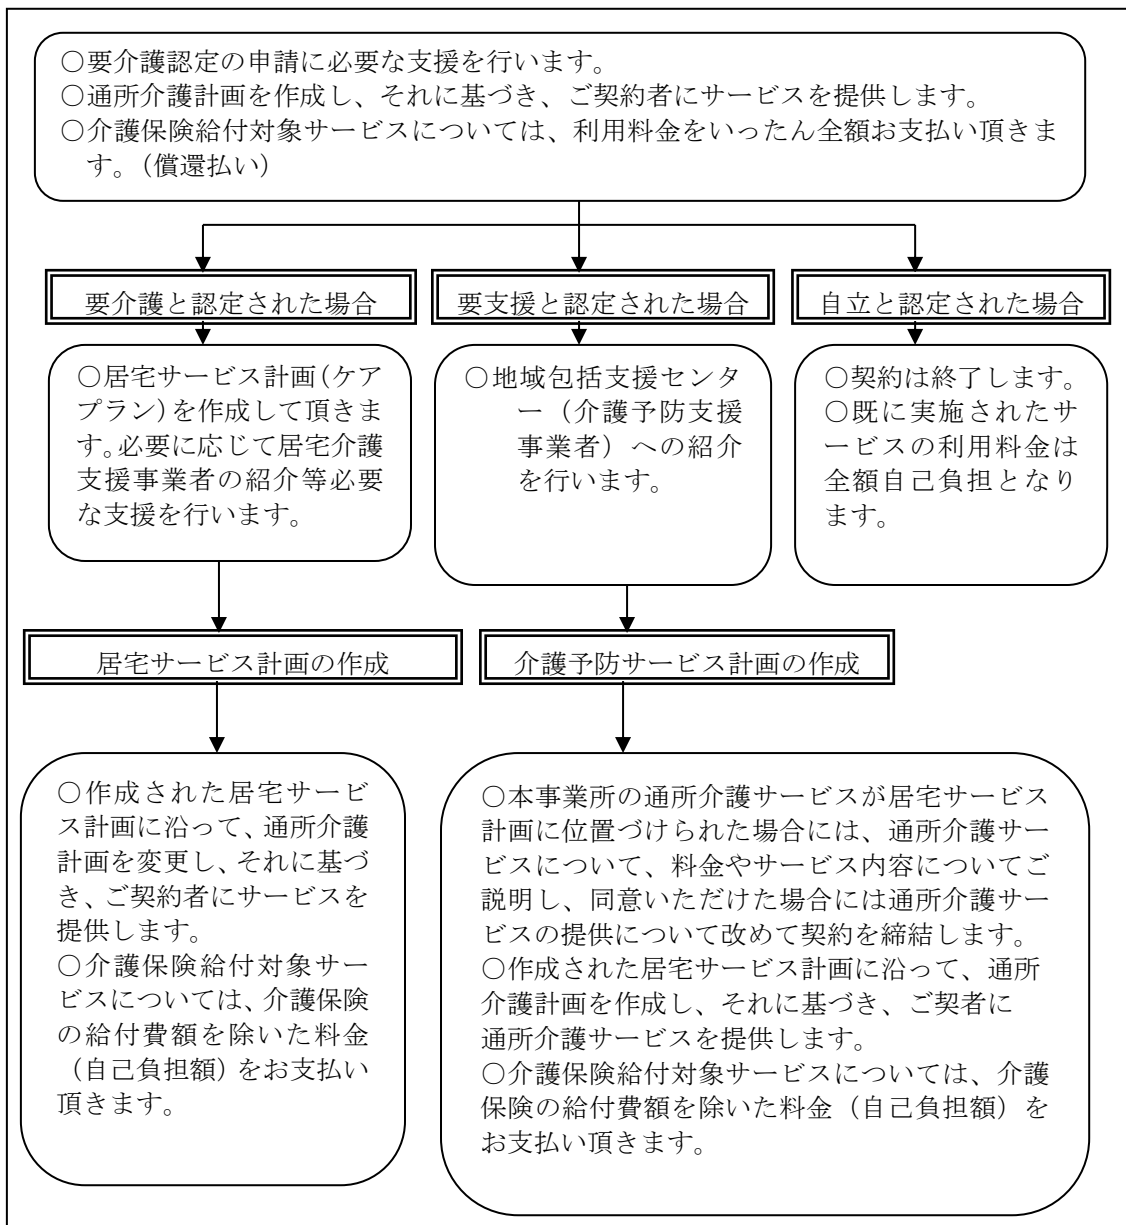 ○要介護認定の申請に必要な支援を行います。
○通所介護計画を作成し、それに基づき、ご契約者にサービスを提供します。
○介護保険給付対象サービスについては、利用料金をいったん全額お支払い頂きま
す。（償還払い）
要介護と認定された場合
要支援と認定された場合
自立と認定された場合
○居宅サービス計画（ケア
プラン）を作成して頂きま
す。必要に応じて居宅介護
支援事業者の紹介等必要
な支援を行います。
○地域包括支援センタ
ー（介護予防支援
事業者）への紹介
を行います。
○契約は終了します。
○既に実施されたサ
ービスの利用料金は
全額自己負担となり
ます。
居宅サービス計画の作成
介護予防サービス計画の作成
○作成された居宅サービ
ス計画に沿って、通所介護
計画を変更し、それに基づ
き、ご契約者にサービスを
提供します。
○介護保険給付対象サー
ビスについては、介護保険
の給付費額を除いた料金
（自己負担額）をお支払い
頂きます。
○本事業所の通所介護サービスが居宅サービス
計画に位置づけられた場合には、通所介護サー
ビスについて、料金やサービス内容についてご
説明し、同意いただけた場合には通所介護サー
ビスの提供について改めて契約を締結します。
○作成された居宅サービス計画に沿って、通所
介護計画を作成し、それに基づき、ご契者に
通所介護サービスを提供します。
○介護保険給付対象サービスについては、介護
保険の給付費額を除いた料金（自己負担額）を
お支払い頂きます。